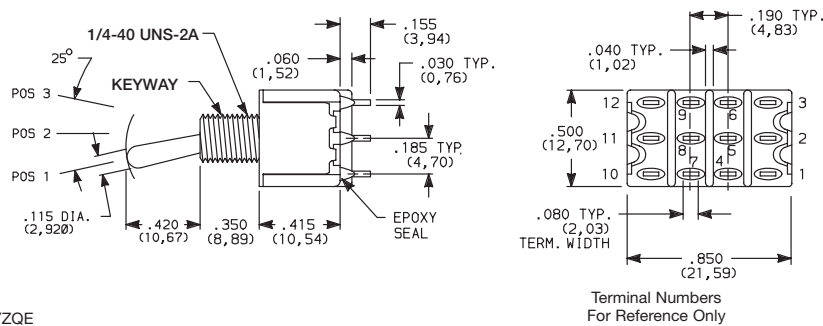 1/4-40 UNS-2A
25°
KEYWAY
POS 3
POS 2
POS 1
.115 DIA.
(2,920)
.420
(10,67)
.350
(8,89)
.415
(10,54)
.060
(1,52)
.155
(3,94)
.030 TYP.
(0,76)
.185 TYP.
(4,70)
EPOXY
SEAL
.190 TYP.
(4,83)
.040 TYP.
(1,02)
.500
(12,70)
12
9
6
3
11
8
5
2
10
7
4
1
.080 TYP.
(2,03)
TERM. WIDTH
.850
(21,59)
Terminal Numbers
For Reference Only
YZQE